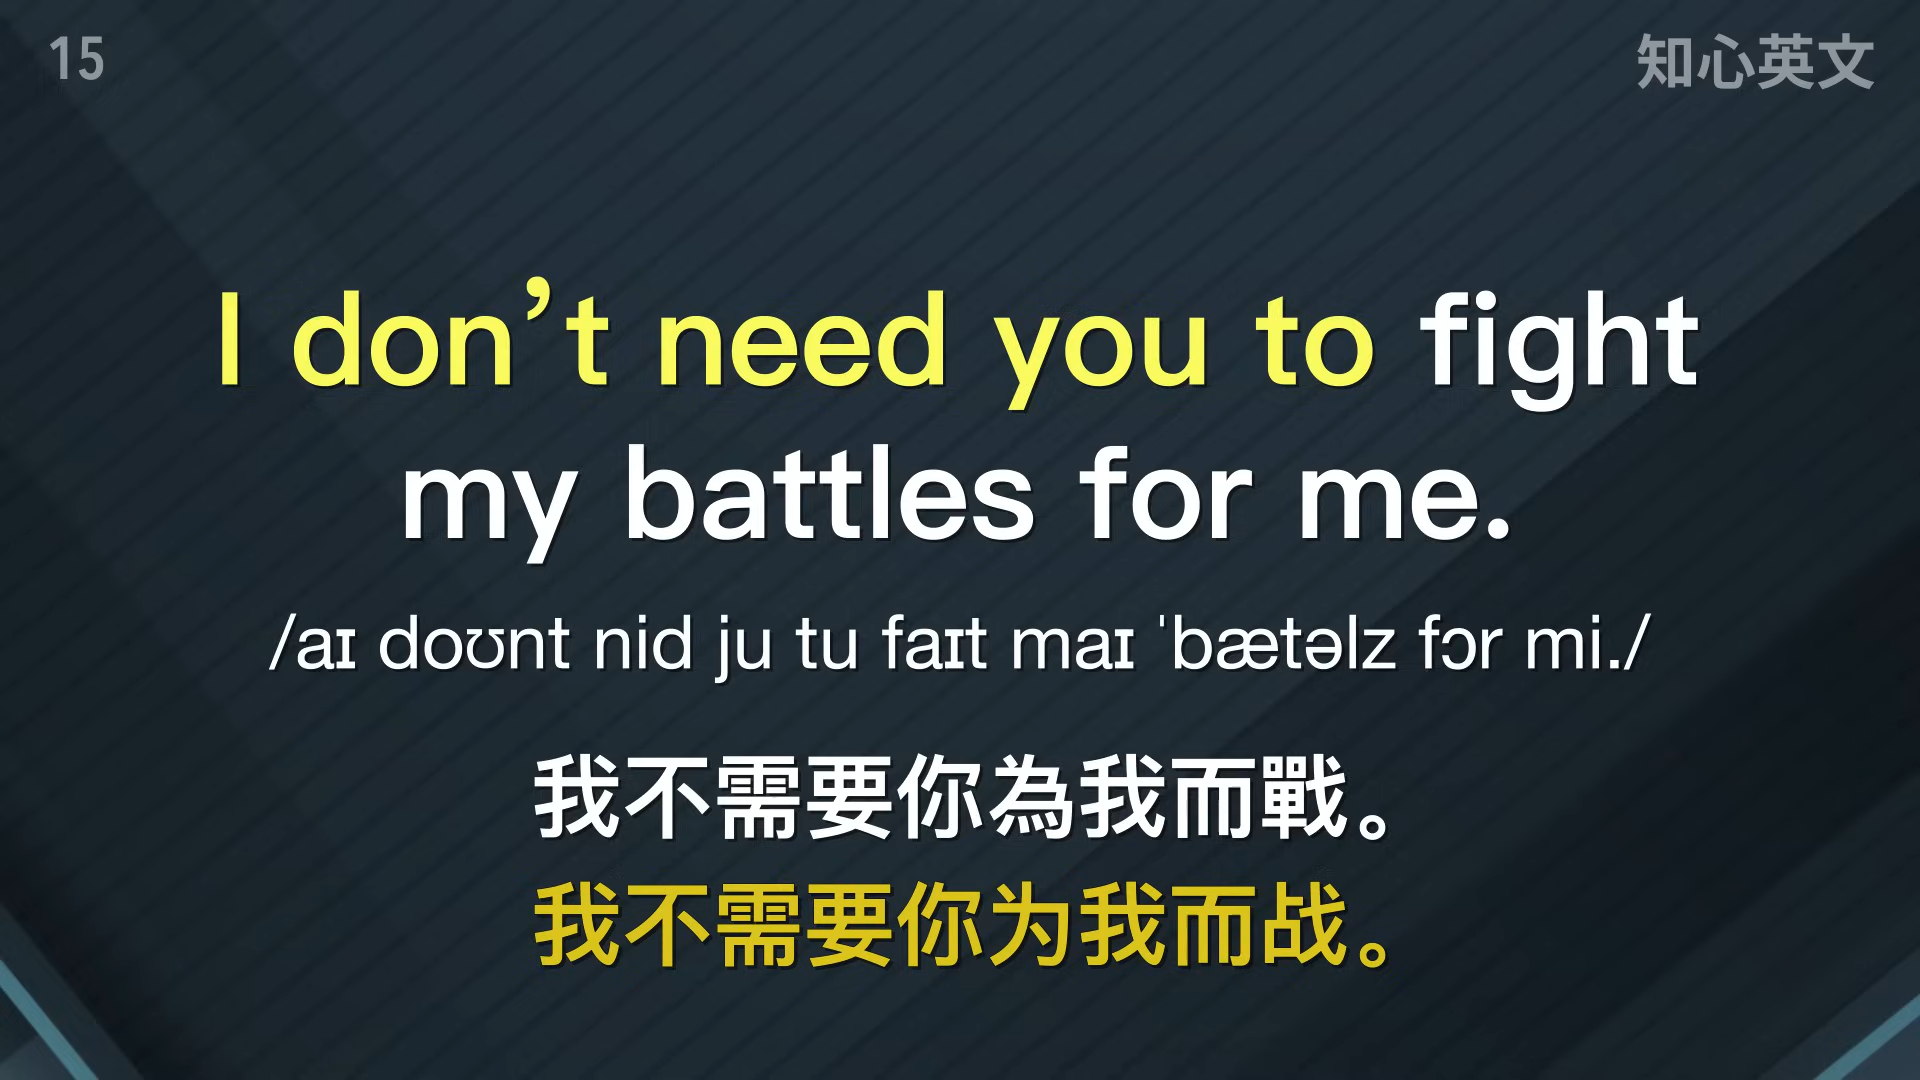 15
知心英文
I don’t need you to fight
my battles for me.
/aɪ doʊnt nid ju tu faɪt maɪ ˈbætəlz fɔr mi./
我不需要你為我而戰。
我不需要你为我而战。